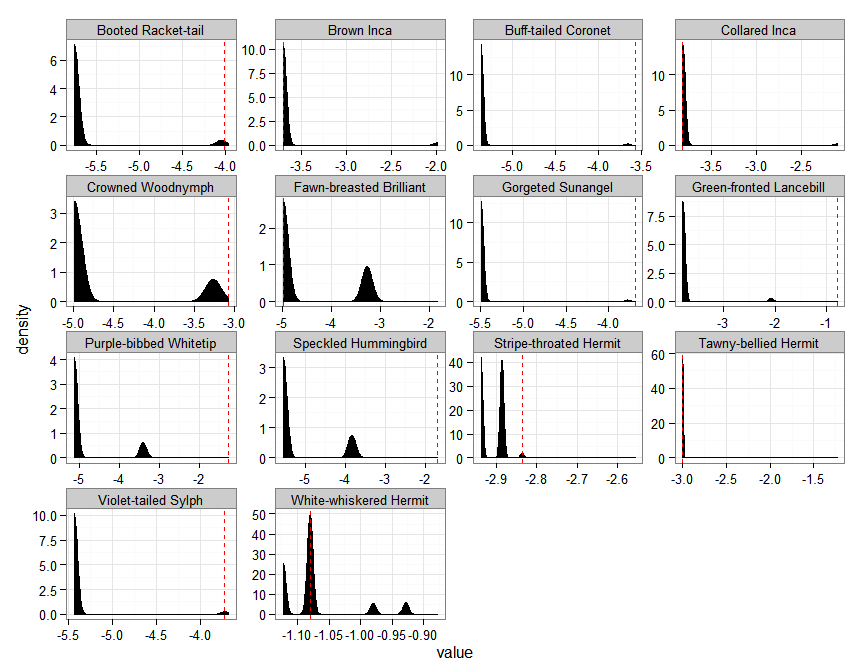 Booted Racket-tail
Brown Inca
Buff-tailed Coronet
Collared Inca
6
4
2
0
10.0
7.5
5.0
2.5
0.0
10
5
0
10
5
0
-5.5 -5.0 -4.5 -4.0
-3.5 -3.0 -2.5 -2.0
-5.0 -4.5 -4.0 -3.5
-3.5 -3.0 -2.5
Crowned Woodnymph
Fawn-breasted Brilliant
Gorgeted Sunangel
Green-fronted Lancebill
3
2
1
0
2
1
0
10
5
0
7.5
5.0
2.5
0.0
-5.0 -4.5 -4.0 -3.5 -3.0
-5 -4 -3 -2
-5.5 -5.0 -4.5 -4.0
-3 -2 -1
density
Purple-bibbed Whitetip
Speckled Hummingbird
Stripe-throated Hermit
Tawny-bellied Hermit
4
3
2
1
0
3
2
1
0
40
30
20
10
0
60
40
20
0
-5 -4 -3 -2
-5 -4 -3 -2
-2.9 -2.8 -2.7 -2.6
-3.0 -2.5 -2.0 -1.5
Violet-tailed Sylph
White-whiskered Hermit
10.0
7.5
5.0
2.5
0.0
50
40
30
20
10
0
-5.5 -5.0 -4.5 -4.0
-1.10 -1.05 -1.00 -0.95 -0.90
value